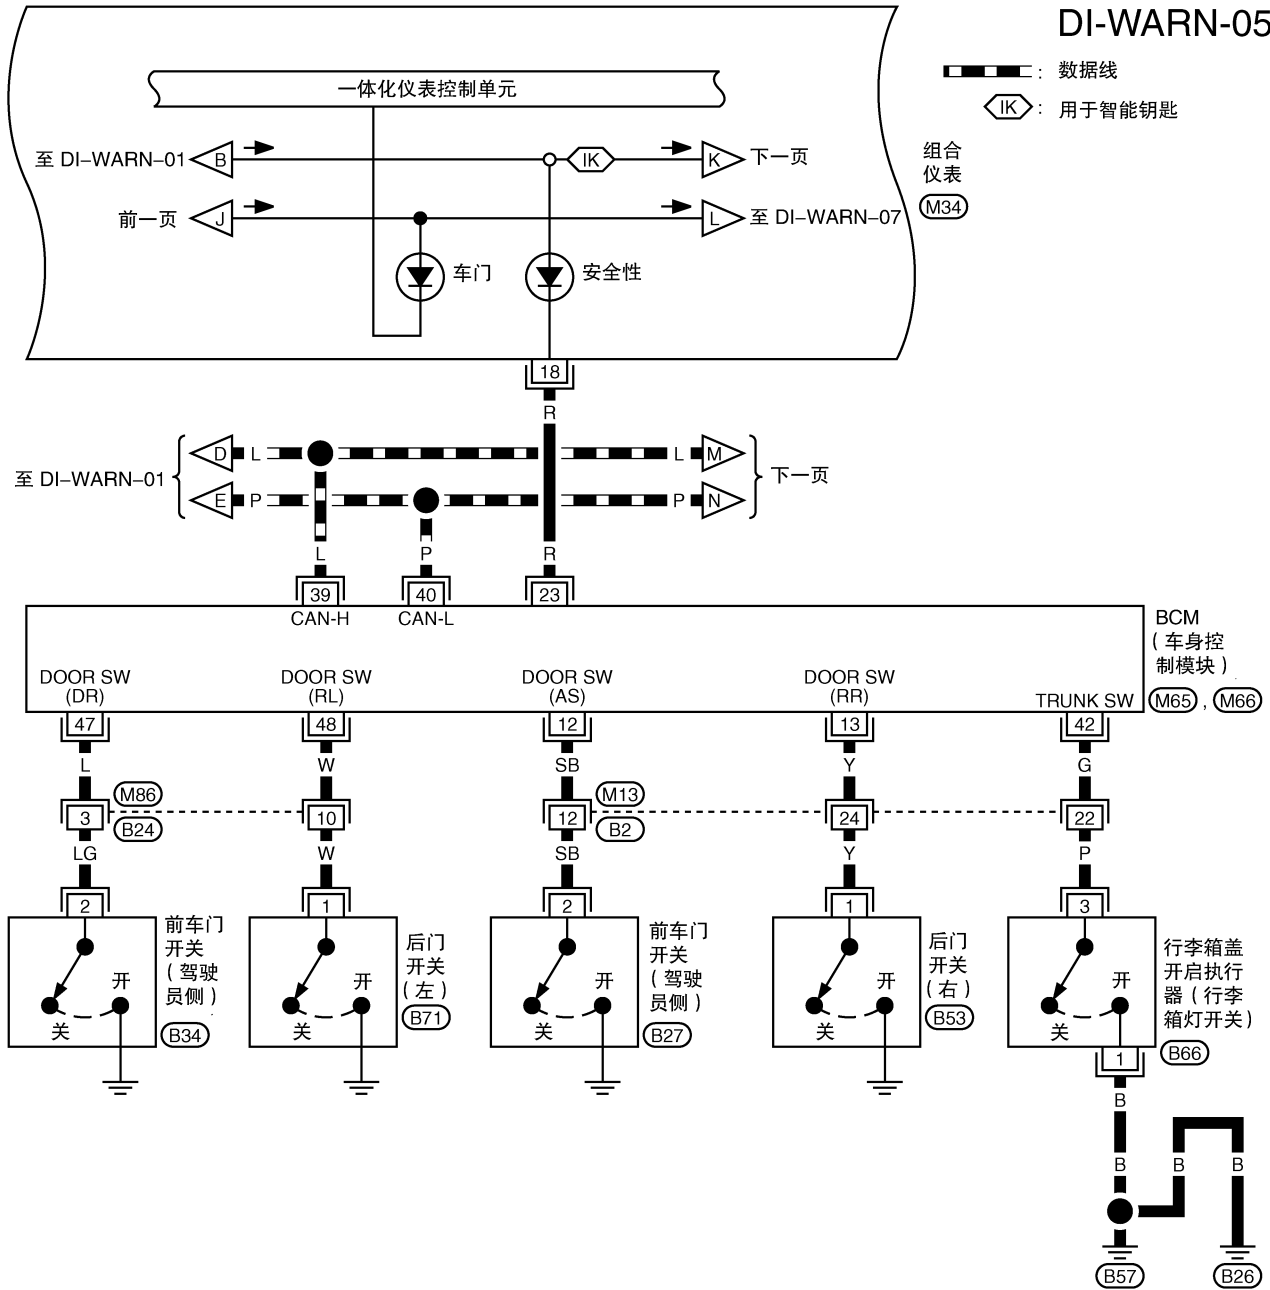 DI-WARN-05
: 数据线
IK : 用于智能钥匙
一体化仪表控制单元
至 DI-WARN-01 B IK K 下一页
组合
仪表
M34
前一页 J L 至 DI-WARN-07
车门 安全性
18
R
D L L M
至 DI-WARN-01 下一页
E P P N
L P R
39 40 23
CAN-H CAN-L
BCM
(车身控
制模块)
M65 , M66
DOOR SW DOOR SW DOOR SW DOOR SW
(DR) (RL) (AS) (RR) TRUNK SW
47 48 12 13 42
L W SB Y G
M86 M13
3 10 12 24 22
B24 B2
LG W SB Y P
2 1 2 1 3
前车门
开关
(驾驶
员侧)
B34
开
关
后门
开关
(左)
B71
开
关
前车门
开关
(驾驶
员侧)
B27
开
关
后门
开关
(右)
B53
开
关
行李箱盖
开启执行
器(行李
箱灯开关)
B66
开
关
1
B
B B B
B57 B26